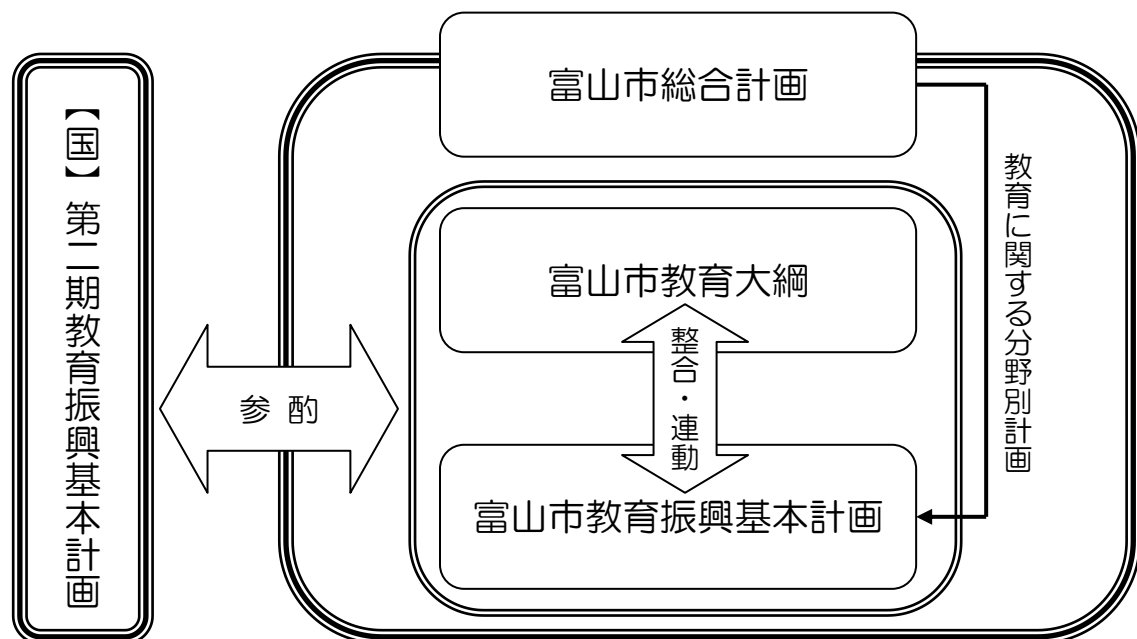 【国】第二期教育振興基本計画
富山市総合計画
教育に関する分野別計画
富山市教育大綱
整合・連動
参酌
富山市教育振興基本計画